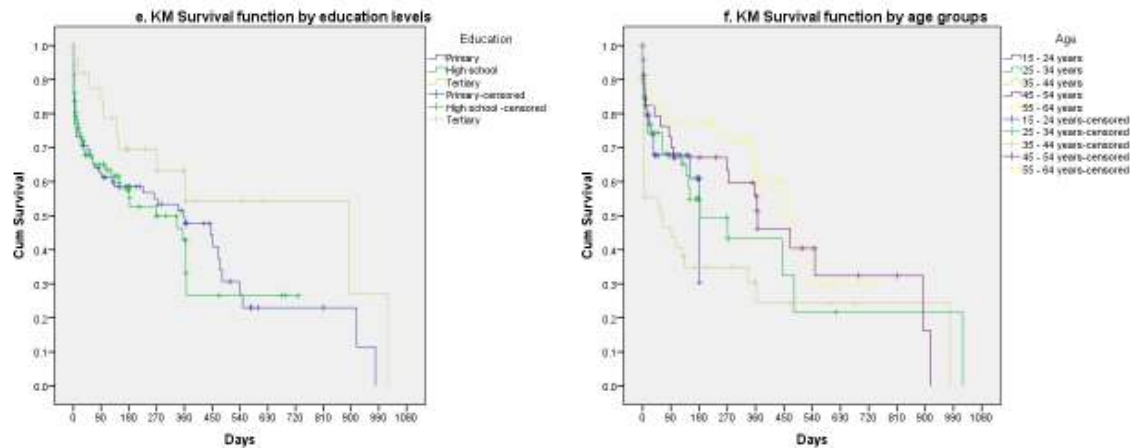 e. KM Survival function by education levels
Education
Primary
High school
Tertiary
Primary-censored
High school -censored
Tertiary
Cum Survival
1.0
0.9
0.8
0.7
0.6
0.5
0.4
0.3
0.2
0.1
0.0
0 90 180 270 360 450 540 630 720 810 900 990 1080
Days
f. KM Survival function by age groups
Age
15 - 24 years
25 - 34 years
35 - 44 years
45 - 54 years
55 - 64 years
15 - 24 years-censored
25 - 34 years-censored
35 - 44 years-censored
45 - 54 years-censored
55 - 64 years-censored
Cum Survival
1.0
0.9
0.8
0.7
0.6
0.5
0.4
0.3
0.2
0.1
0.0
0 90 180 270 360 450 540 630 720 810 900 990 1080
Days